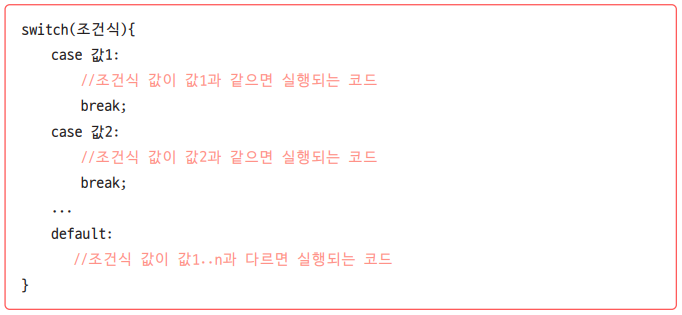 switch(조건식){
case 값1:
//조건식 값이 값1과 같으면 실행되는 코드
break;
case 값2:
//조건식 값이 값2과 같으면 실행되는 코드
break;
...
default:
//조건식 값이 값1..n과 다르면 실행되는 코드
}